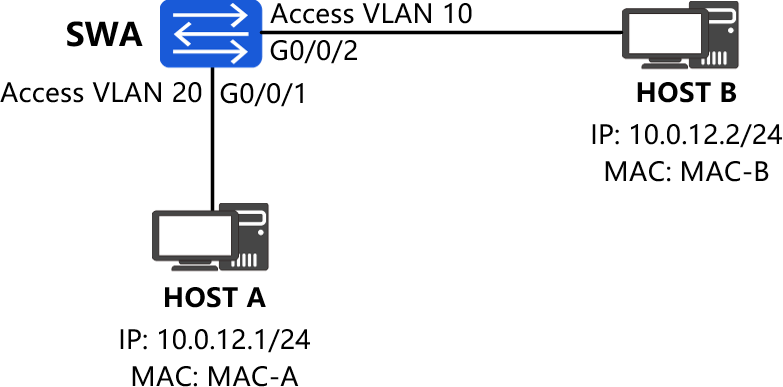 SWA
Access VLAN 10
G0/0/2
Access VLAN 20
G0/0/1
HOST B
IP: 10.0.12.2/24
MAC: MAC-B
HOST A
IP: 10.0.12.1/24
MAC: MAC-A